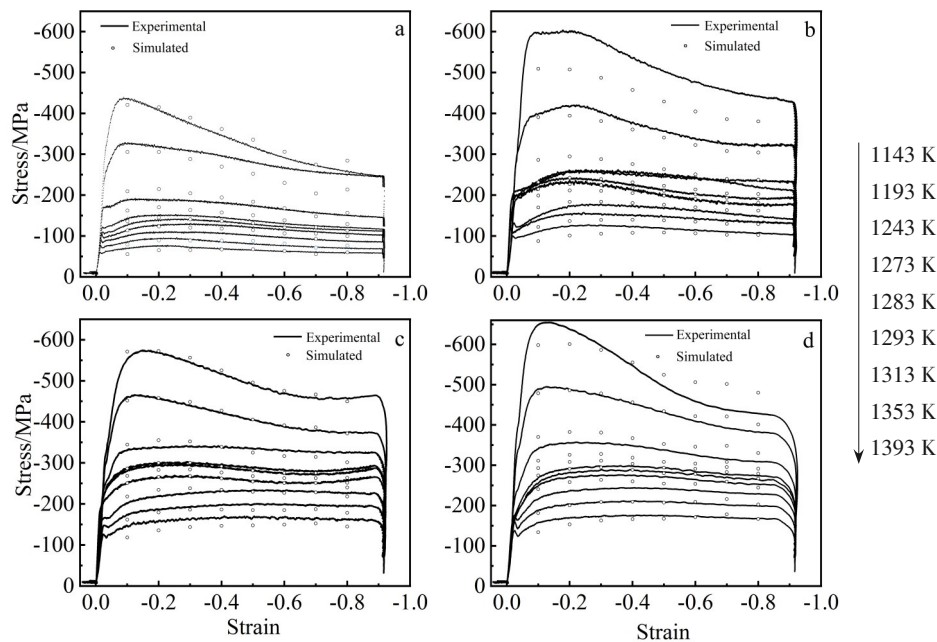 Experimental
Simulated
a
Stress/MPa
-600
-500
-400
-300
-200
-100
0
0.0 -0.2 -0.4 -0.6 -0.8 -1.0
Experimental
Simulated
b
-600
-500
-400
-300
-200
-100
0
0.0 -0.2 -0.4 -0.6 -0.8 -1.0
Experimental
Simulated
c
Stress/MPa
-600
-500
-400
-300
-200
-100
0
0.0 -0.2 -0.4 -0.6 -0.8 -1.0
Strain
Experimental
Simulated
d
-600
-500
-400
-300
-200
-100
0
0.0 -0.2 -0.4 -0.6 -0.8 -1.0
Strain
1143 K
1193 K
1243 K
1273 K
1283 K
1293 K
1313 K
1353 K
1393 K